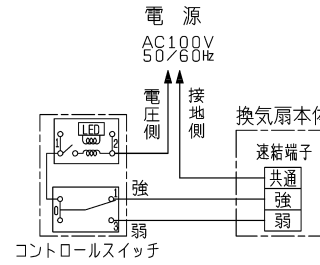 電源
AC100V
50/60Hz
電圧側
接地側
換気扇本体
速結端子
共通
強
弱
LED
1
2
強
0
1
3
弱
コントロールスイッチ